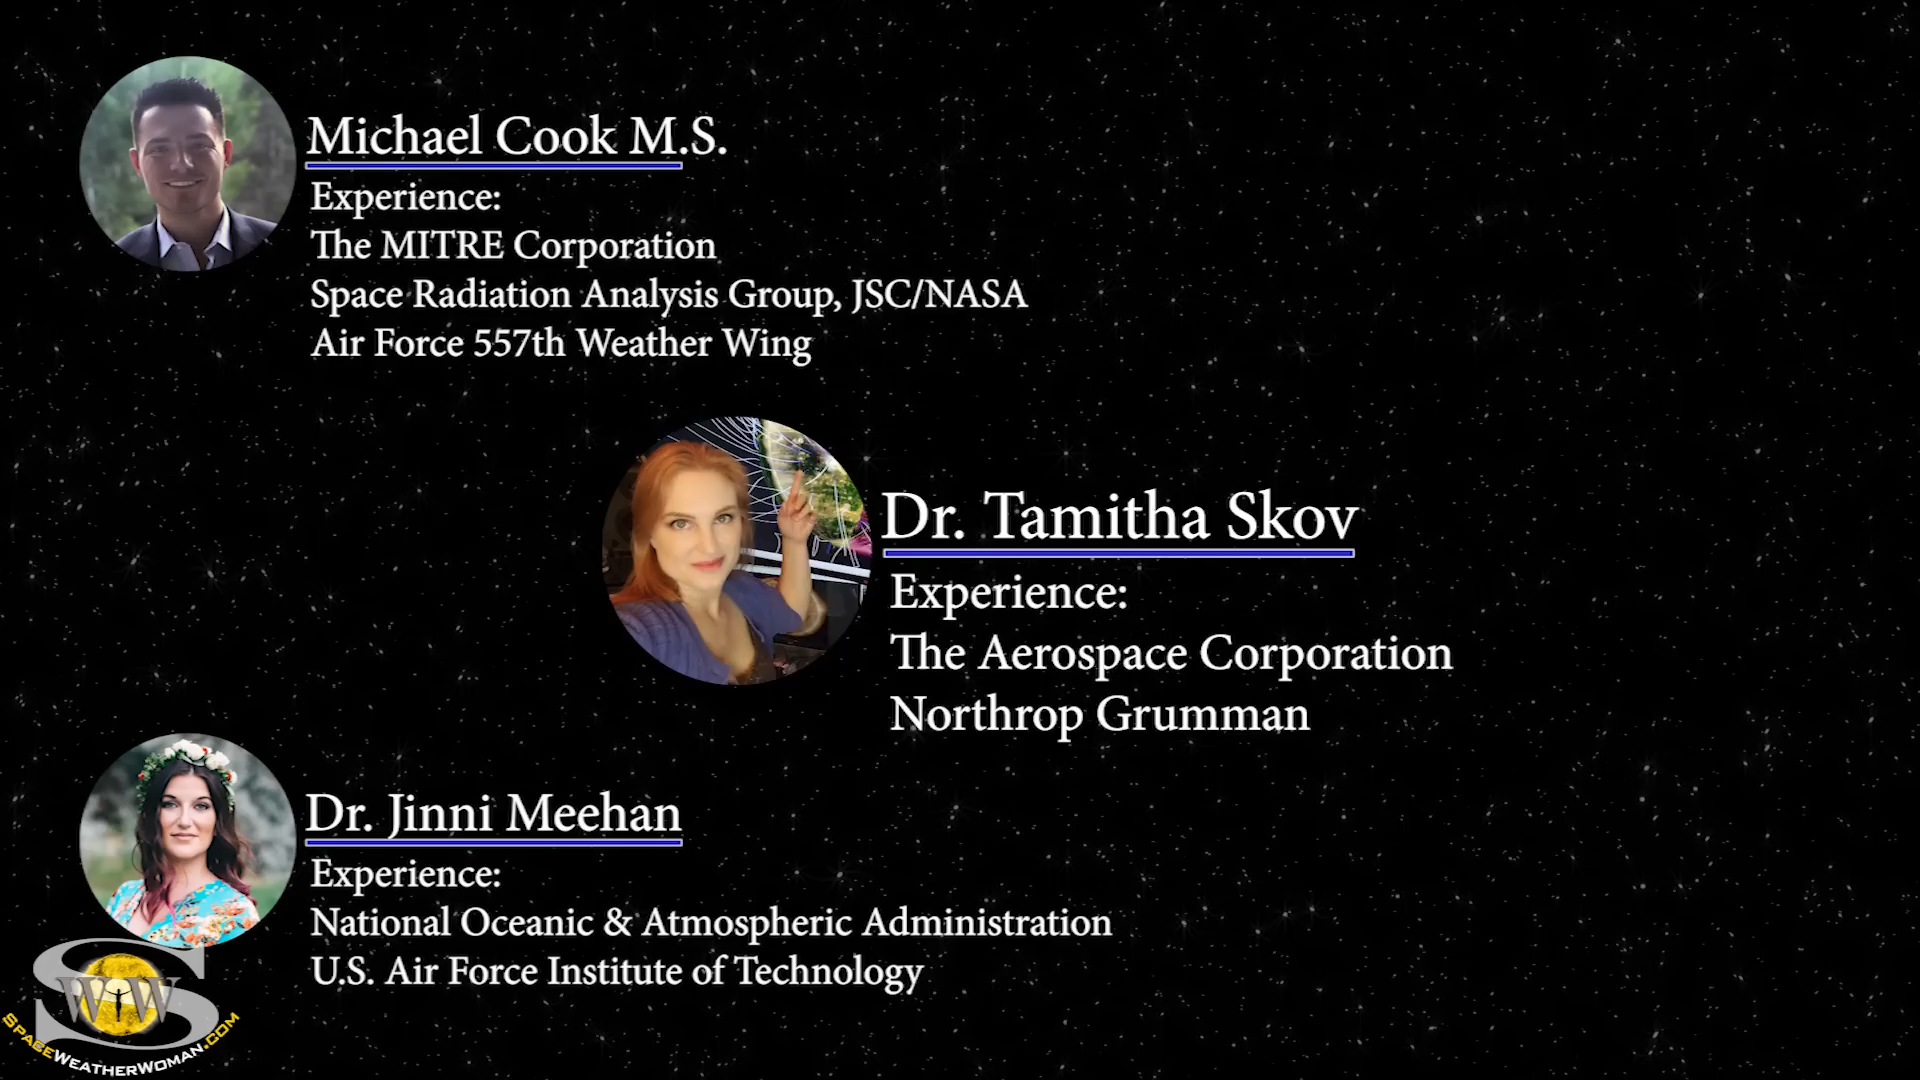 Michael Cook M.S.
Experience:
The MITRE Corporation
Space Radiation Analysis Group, JSC/NASA
Air Force 557th Weather Wing
Dr. Tamitha Skov
Experience:
The Aerospace Corporation
Northrop Grumman
Dr. Jinni Meehan
Experience:
National Oceanic & Atmospheric Administration
U.S. Air Force Institute of Technology
S
WW
SPACEWEATHERWOMAN.COM